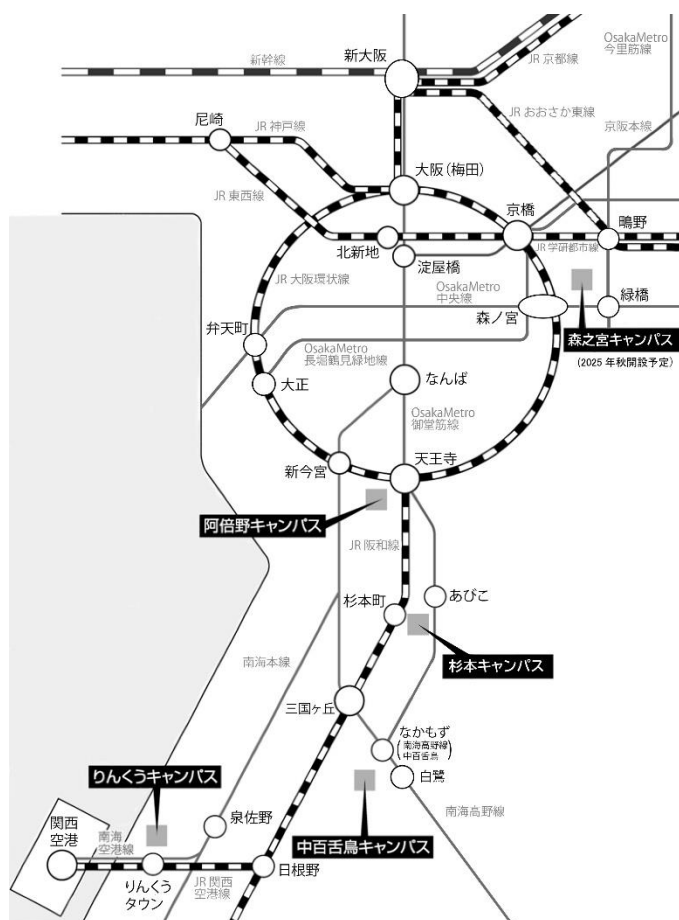 新幹線
新大阪
JR 京都線
OsakaMetro
今里筋線
JR おおさか東線
京阪本線
尼崎
JR 神戸線
JR 東西線
大阪(梅田)
京橋
鴫野
JR 学研都市線
北新地
淀屋橋
JR 大阪環状線
OsakaMetro
中央線
森ノ宮
緑橋
森之宮キャンパス
(2025 年秋開設予定)
弁天町
OsakaMetro
長堀鶴見緑地線
大正
なんば
OsakaMetro
御堂筋線
新今宮
天王寺
阿倍野キャンパス
JR 阪和線
杉本町
あびこ
杉本キャンパス
南海本線
三国ヶ丘
なかもず
(南海高野線
中百舌鳥)
白鷺
りんくうキャンパス
関西
空港
南海
空港線
泉佐野
南海高野線
中百舌鳥キャンパス
りんくう
タウン
JR 関西
空港線
日根野